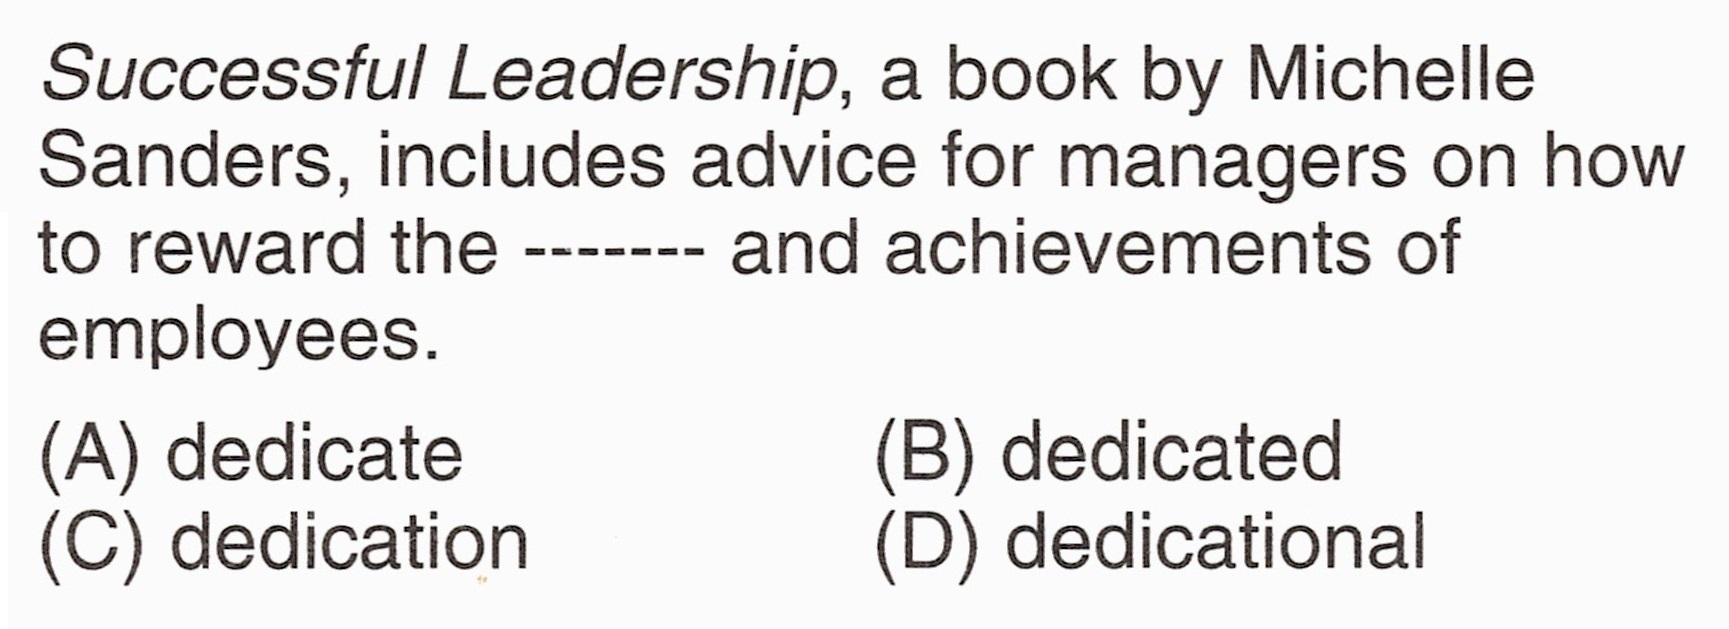 Successful Leadership, a book by Michelle
Sanders, includes advice for managers on how
to reward the ------- and achievements of
employees.
(A) dedicate
(B) dedicated
(C) dedication
(D) dedicational